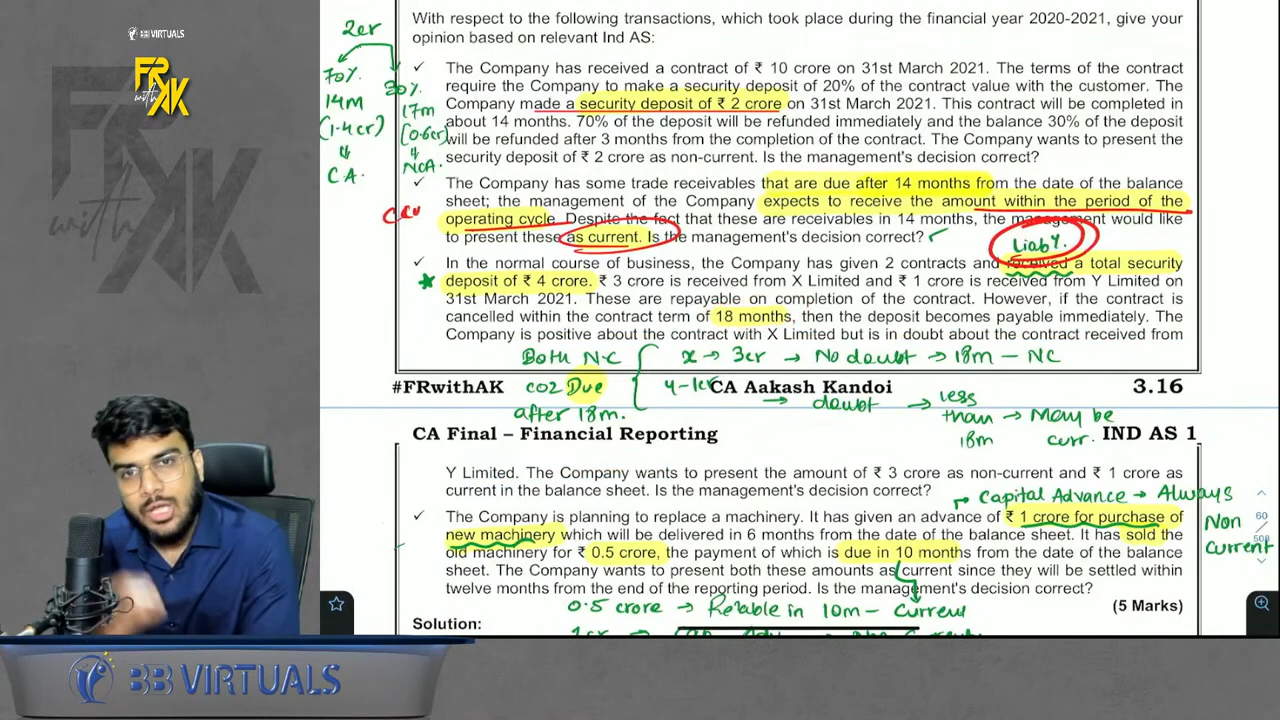 BB VIRTUALS
FR
with
AK
With respect to the following transactions, which took place during the financial year 2020-2021, give your
opinion based on relevant Ind AS:
2cr
70%
14m
(1.4cr)
CA.
30%
17m
(0.6cr)
NCA.
✓ The Company has received a contract of ₹ 10 crore on 31st March 2021. The terms of the contract
require the Company to make a security deposit of 20% of the contract value with the customer. The
Company made a security deposit of ₹ 2 crore on 31st March 2021. This contract will be completed in
about 14 months. 70% of the deposit will be refunded immediately and the balance 30% of the deposit
will be refunded after 3 months from the completion of the contract. The Company wants to present the
security deposit of ₹ 2 crore as non-current. Is the management's decision correct?
✓ The Company has some trade receivables that are due after 14 months from the date of the balance
sheet; the management of the Company expects to receive the amount within the period of the
operating cycle. Despite the fact that these are receivables in 14 months, the management would like
to present these as current. Is the management's decision correct?
Liaby.
✓ In the normal course of business, the Company has given 2 contracts and received a total security
deposit of ₹ 4 crore. ₹ 3 crore is received from X Limited and ₹ 1 crore is received from Y Limited on
31st March 2021. These are repayable on completion of the contract. However, if the contract is
cancelled within the contract term of 18 months, then the deposit becomes payable immediately. The
Company is positive about the contract with X Limited but is in doubt about the contract received from
Both N.C
coz Due
after 18m.
x → 3cr → No doubt → 18m – NC
y-1cr → doubt → less than 18m → May be curr.
#FRwithAK CA Aakash Kandoi 3.16
CA Final – Financial Reporting IND AS 1
Y Limited. The Company wants to present the amount of ₹ 3 crore as non-current and ₹ 1 crore as
current in the balance sheet. Is the management's decision correct?
Capital Advance → Always
Non
Current
✓ The Company is planning to replace a machinery. It has given an advance of ₹ 1 crore for purchase of
new machinery which will be delivered in 6 months from the date of the balance sheet. It has sold the
old machinery for ₹ 0.5 crore, the payment of which is due in 10 months from the date of the balance
sheet. The Company wants to present both these amounts as current since they will be settled within
twelve months from the end of the reporting period. Is the management's decision correct?
(5 Marks)
0.5 crore → Relable in 10m – Current
Solution:
60
508
BB VIRTUALS